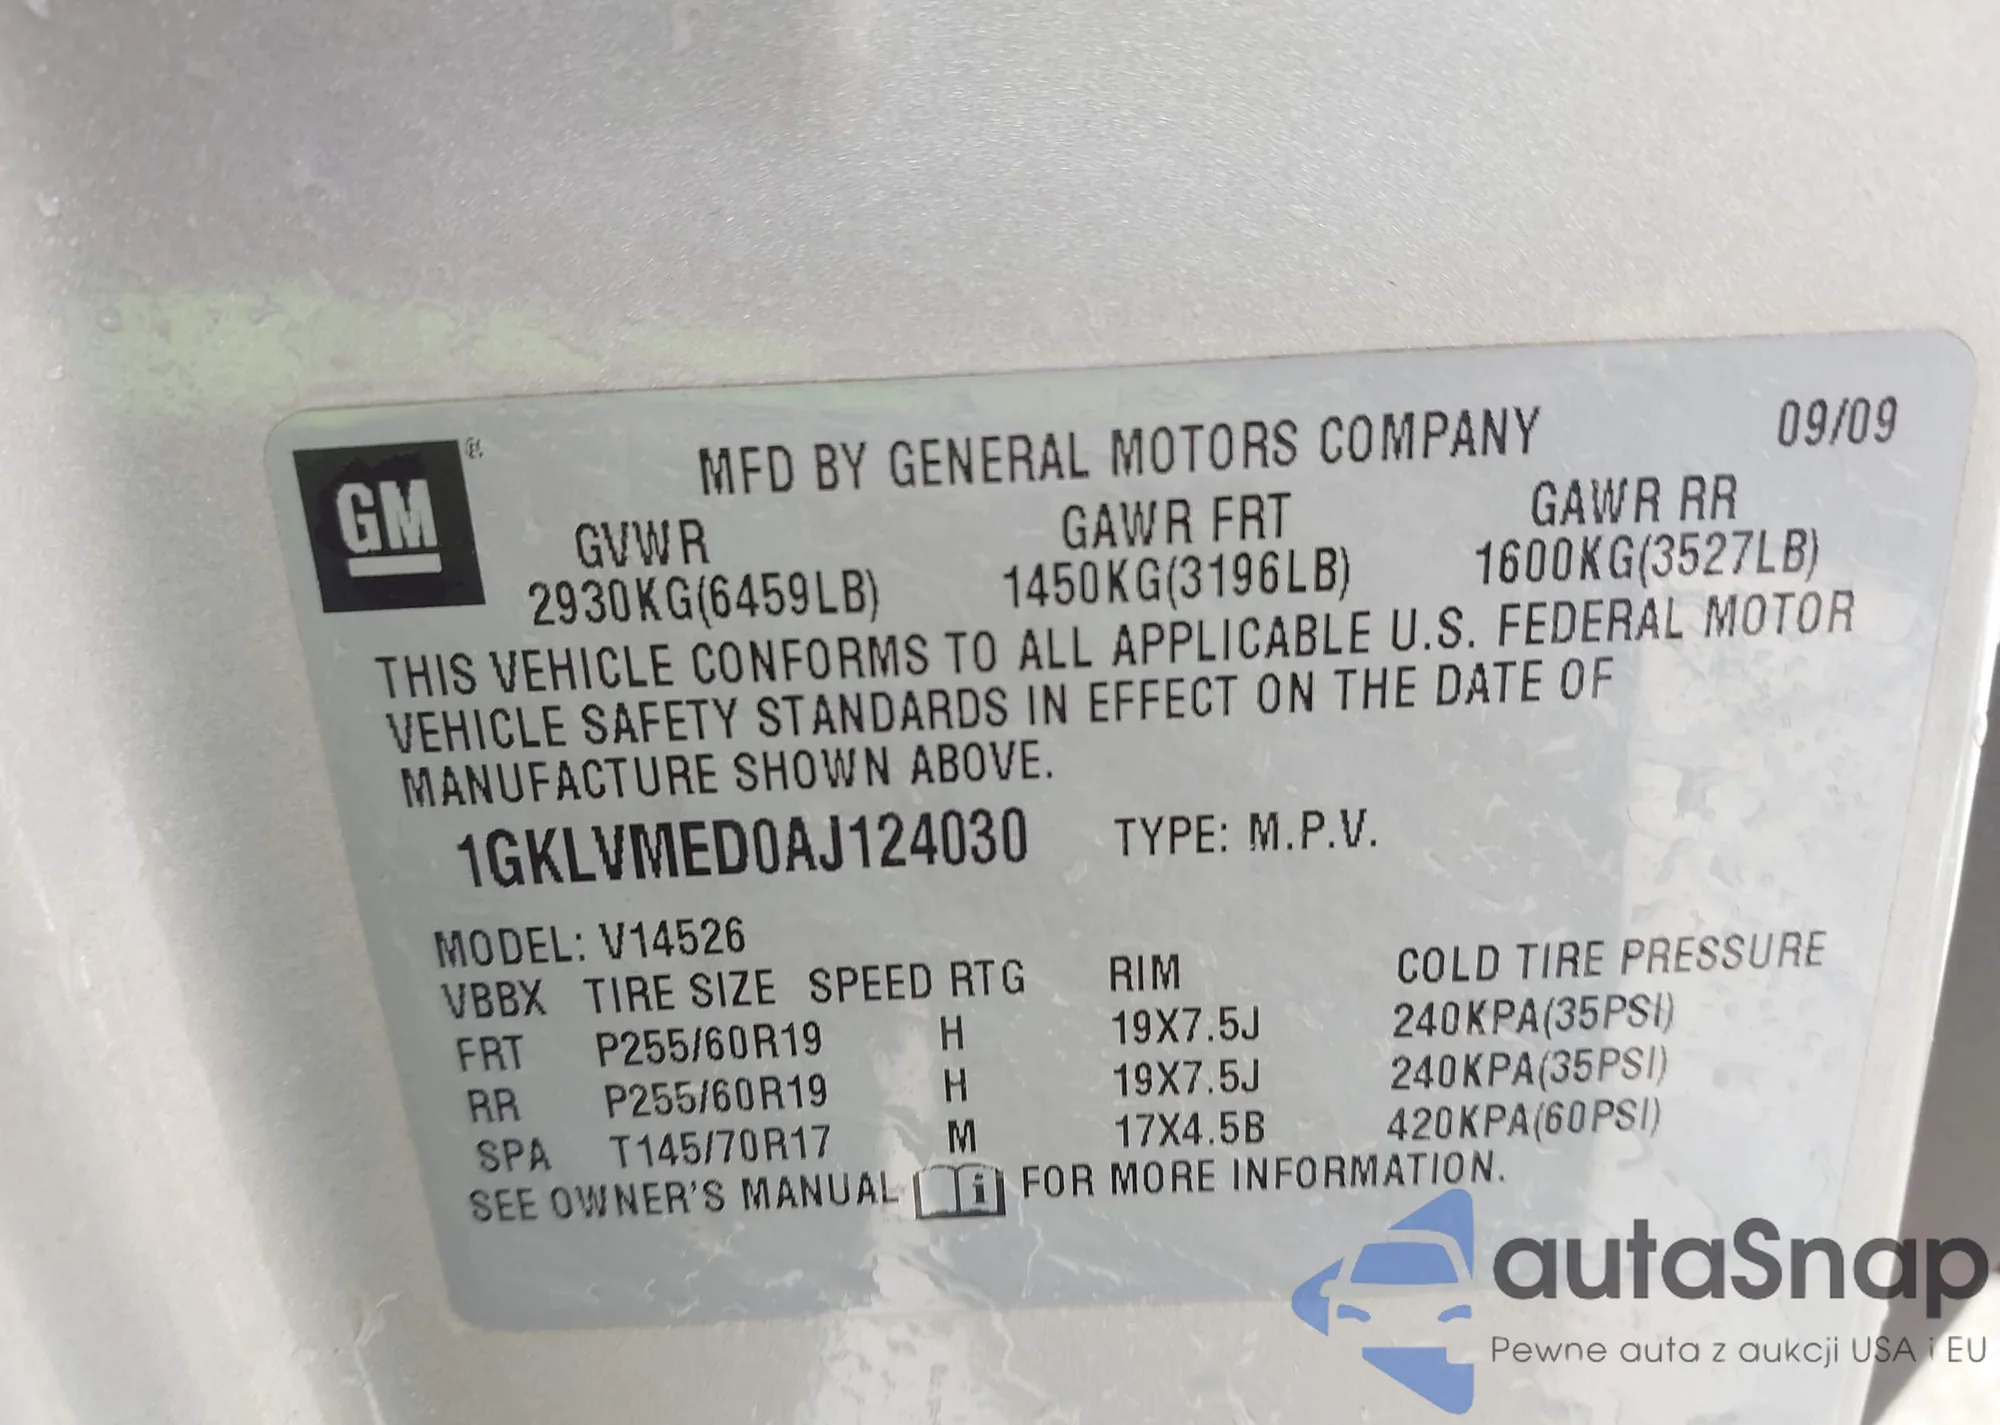 GM ®
MFD BY GENERAL MOTORS COMPANY 09/09
GVWR GAWR FRT GAWR RR
2930KG(6459LB) 1450KG(3196LB) 1600KG(3527LB)
THIS VEHICLE CONFORMS TO ALL APPLICABLE U.S. FEDERAL MOTOR
VEHICLE SAFETY STANDARDS IN EFFECT ON THE DATE OF
MANUFACTURE SHOWN ABOVE.
1GKLVMED0AJ124030 TYPE: M.P.V.
MODEL: V14526
VBBX TIRE SIZE SPEED RTG RIM COLD TIRE PRESSURE
FRT P255/60R19 H 19X7.5J 240KPA(35PSI)
RR P255/60R19 H 19X7.5J 240KPA(35PSI)
SPA T145/70R17 M 17X4.5B 420KPA(60PSI)
SEE OWNER'S MANUAL i FOR MORE INFORMATION.
autaSnap
Pewne auta z aukcji USA i EU